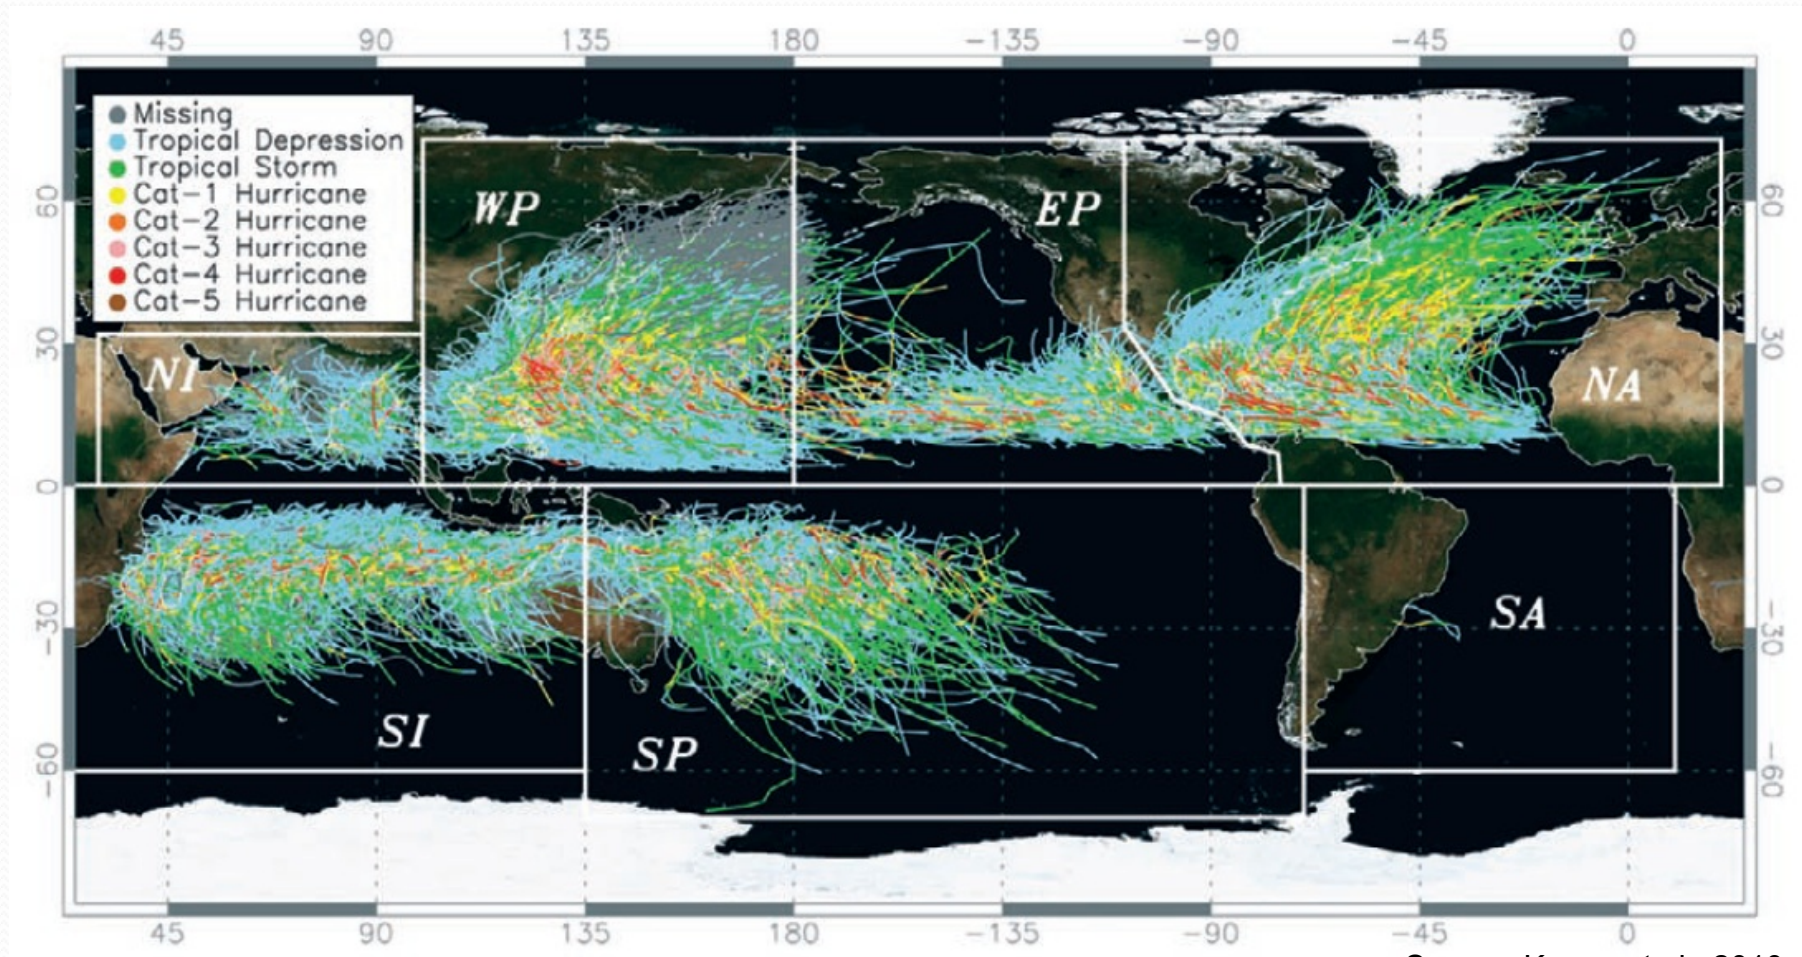 45 90 135 180 −135 −90 −45 0
Missing
Tropical Depression
Tropical Storm
Cat−1 Hurricane
Cat−2 Hurricane
Cat−3 Hurricane
Cat−4 Hurricane
Cat−5 Hurricane
60 WP EP 60
30 NI NA 30
0 0
−30 SA −30
SI SP
−60 −60
45 90 135 180 −135 −90 −45 0